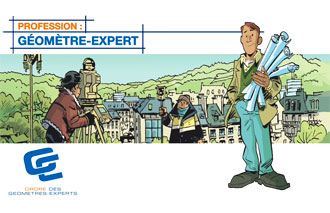 PROFESSION :
GÉOMÈTRE-EXPERT
ORDRE DES
GÉOMÈTRES-EXPERTS